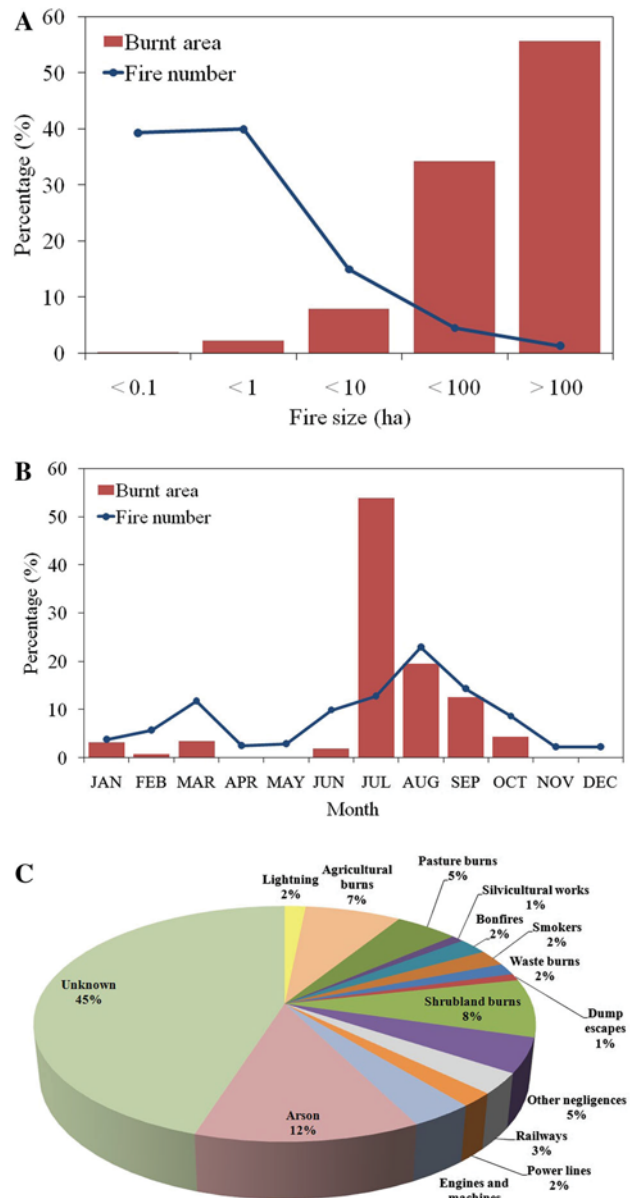 A
60
Burnt area
50
Fire number
40
30
20
10
0
Percentage (%)
< 0.1 < 1 < 10 < 100 > 100
Fire size (ha)
B
60
Burnt area
50
Fire number
40
30
20
10
0
Percentage (%)
JAN FEB MAR APR MAY JUN JUL AUG SEP OCT NOV DEC
Month
C
Lightning
2%
Agricultural
burns
7%
Pasture burns
5%
Silvicultural works
1%
Bonfires
2%
Smokers
2%
Waste burns
2%
Dump
escapes
1%
Shrubland burns
8%
Other negligences
5%
Railways
3%
Power lines
2%
Engines and
machines
Arson
12%
Unknown
45%